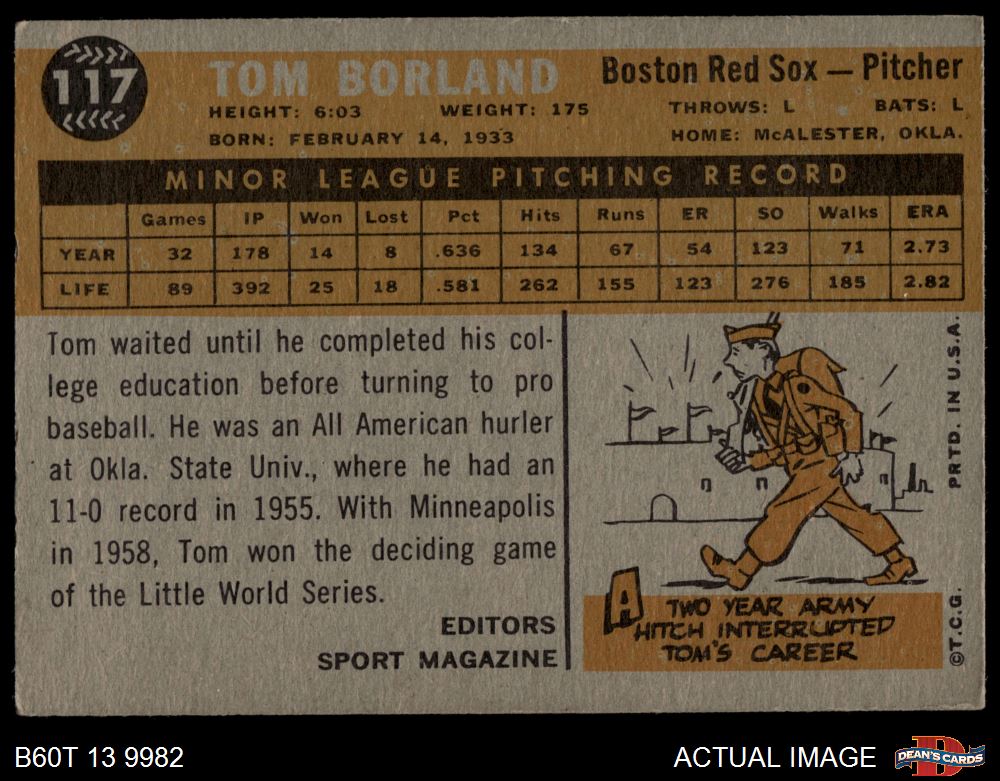 117
TOM BORLAND
Boston Red Sox — Pitcher
HEIGHT: 6:03 WEIGHT: 175 THROWS: L BATS: L
BORN: FEBRUARY 14, 1933 HOME: McALESTER, OKLA.
MINOR LEAGUE PITCHING RECORD
Games IP Won Lost Pct Hits Runs ER SO Walks ERA
YEAR 32 178 14 8 .636 134 67 54 123 71 2.73
LIFE 89 392 25 18 .581 262 155 123 276 185 2.82
Tom waited until he completed his col-
lege education before turning to pro
baseball. He was an All American hurler
at Okla. State Univ., where he had an
11-0 record in 1955. With Minneapolis
in 1958, Tom won the deciding game
of the Little World Series.
EDITORS
SPORT MAGAZINE
A TWO YEAR ARMY
HITCH INTERRUPTED
TOM'S CAREER
PRTD. IN U.S.A.
©T.C.G.
B60T 13 9982
ACTUAL IMAGE
D
DEAN'S CARDS